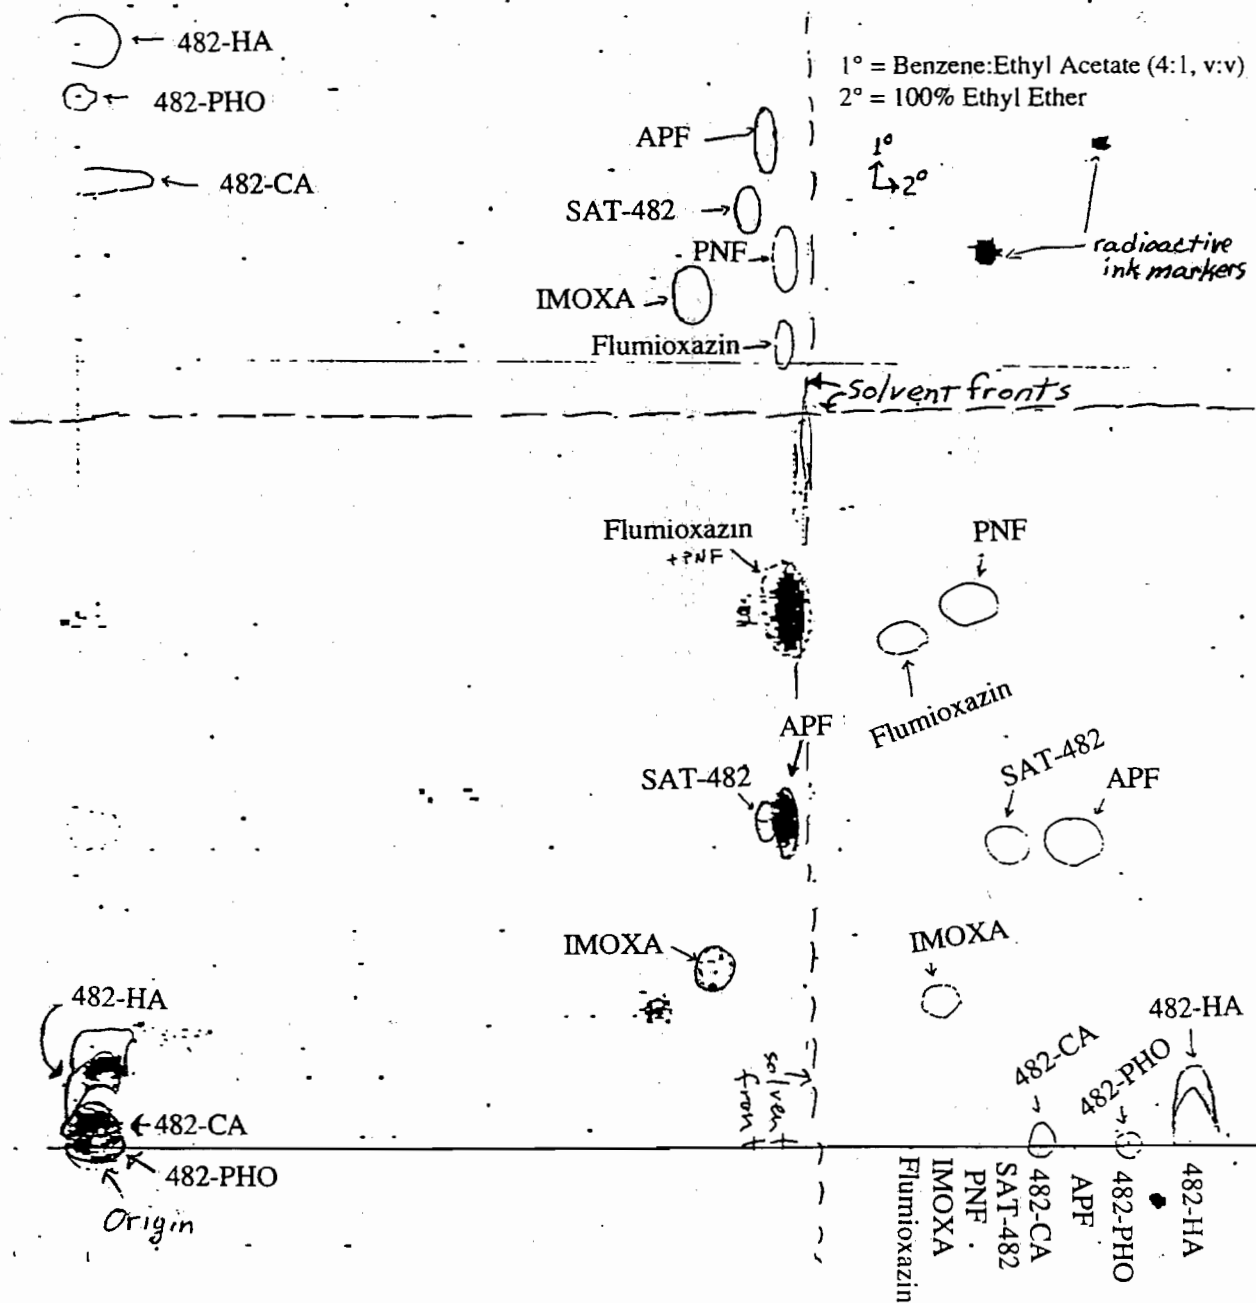 482-HA
1° = Benzene:Ethyl Acetate (4:1, v:v)
482-PHO
2° = 100% Ethyl Ether
APF
1°
2°
482-CA
SAT-482
PNF
radioactive
ink markers
IMOXA
Flumioxazin
solvent fronts
Flumioxazin
+ PNF
PNF
Flumioxazin
APF
SAT-482
SAT-482
APF
IMOXA
IMOXA
482-HA
482-HA
482-CA
482-PHO
solvent
front
482-CA
482-PHO
Origin
Flumioxazin
IMOXA
PNF
SAT-482
482-CA
APF
482-PHO
482-HA